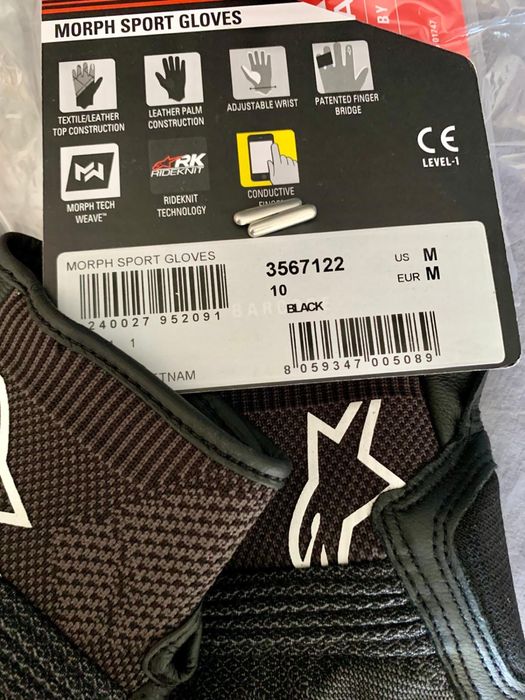 MORPH SPORT GLOVES
BY
01747
TEXTILE/LEATHER
TOP CONSTRUCTION
LEATHER PALM
CONSTRUCTION
ADJUSTABLE WRIST
PATENTED FINGER
BRIDGE
CE
LEVEL-1
MORPH TECH
WEAVE™
RK
RIDEKNIT
RIDEKNIT
TECHNOLOGY
CONDUCTIVE
MORPH SPORT GLOVES
3567122
US M
10
EUR M
BLACK
240027 952091
1
8 059347 005089